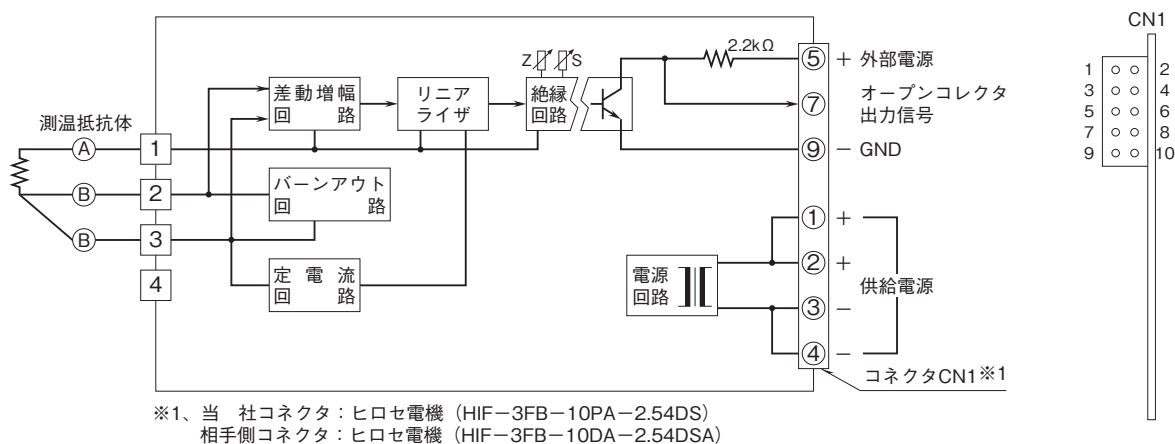 測温抵抗体
A
B
B
1
2
3
4
差動増幅
回　　路
リニア
ライザ
Z
S
絶縁
回路
バーンアウト
回　　　　路
定　電　流
回　　　路
電源
回路
2.2kΩ
⑤ + 外部電源
⑦ オープンコレクタ
出力信号
⑨ − GND
① +
② +
③ −
④ −
供給電源
コネクタCN1※1
CN1
1 2
3 4
5 6
7 8
9 10
※1、当　社コネクタ：ヒロセ電機（HIF−3FB−10PA−2.54DS）
相手側コネクタ：ヒロセ電機（HIF−3FB−10DA−2.54DSA）